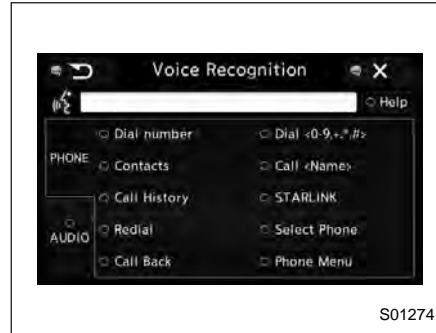 Voice Recognition
Help
PHONE
AUDIO
Dial number
Dial <0-9,+,*,#>
Contacts
Call <Name>
Call History
STARLINK
Redial
Select Phone
Call Back
Phone Menu
S01274